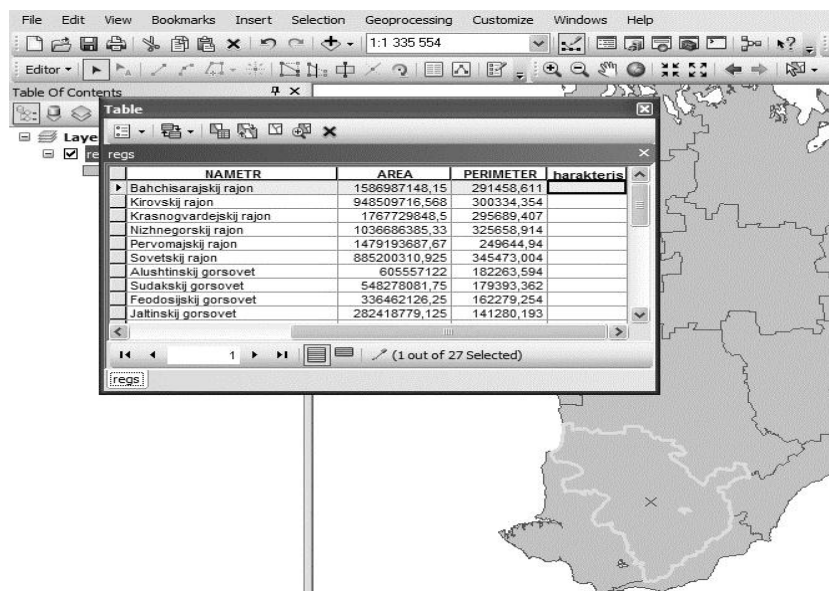 File Edit View Bookmarks Insert Selection Geoprocessing Customize Windows Help
1:1 335 554
Editor
Table Of Contents
Table
Laye
re
regs
NAMETR AREA PERIMETER harakteris
Bahchisarajskij rajon 1586987148,15 291458,611
Kirovskij rajon 948509716,568 300334,354
Krasnogvardejskij rajon 1767729848,5 295689,407
Nizhnegorskij rajon 1036686385,33 325658,914
Pervomajskij rajon 1479193687,67 249644,94
Sovetskij rajon 885200310,925 345473,004
Alushtinskij gorsovet 605557122 182263,594
Sudakskij gorsovet 548278081,75 179393,362
Feodosijskij gorsovet 336462126,25 162279,254
Jaltinskij gorsovet 282418779,125 141280,193
1 (1 out of 27 Selected)
regs